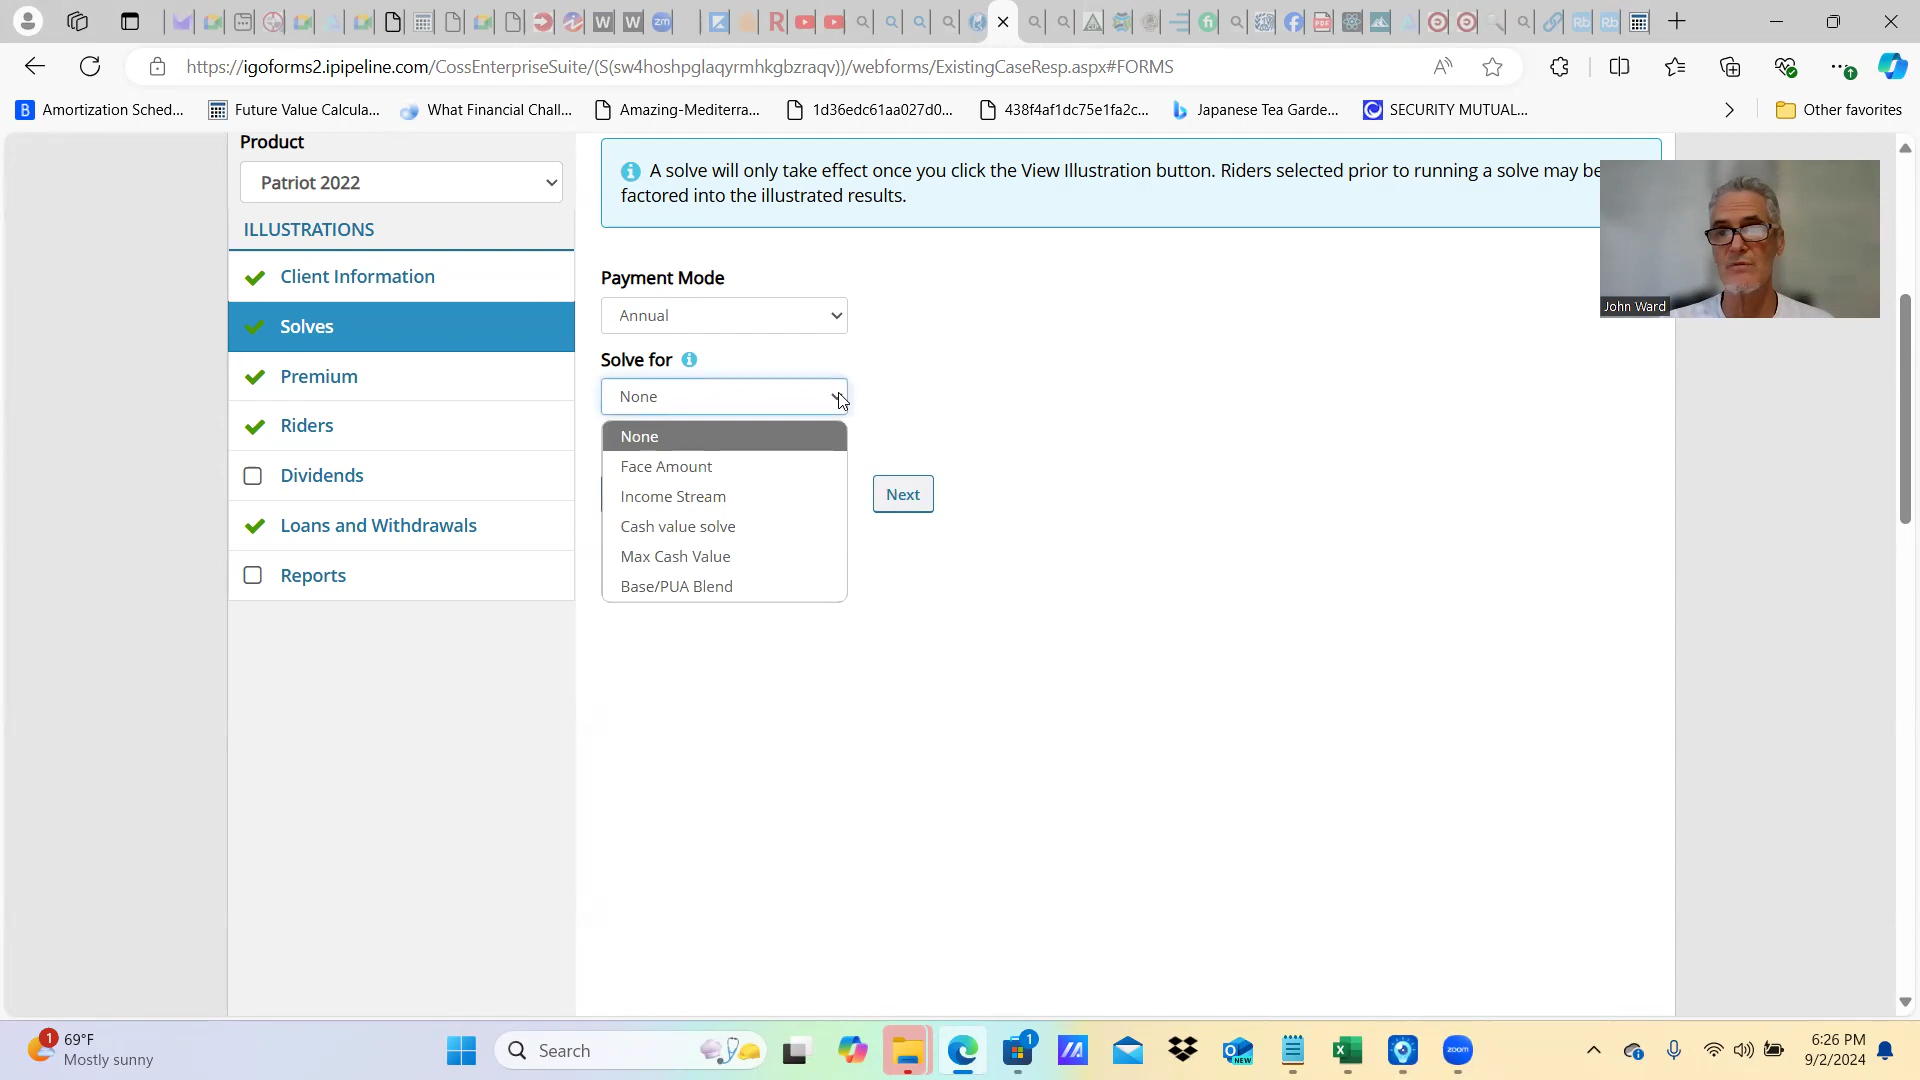 https://igoforms2.ipipeline.com/CossEnterpriseSuite/(S(sw4hoshpglaqyrmhkgbzraqv))/webforms/ExistingCaseResp.aspx#FORMS
Amortization Sched...
Future Value Calcula...
What Financial Chall...
Amazing-Mediterra...
1d36edc61aa027d0...
438f4af1dc75e1fa2c...
Japanese Tea Garde...
SECURITY MUTUAL...
Other favorites
Product
Patriot 2022
ILLUSTRATIONS
Client Information
Solves
Premium
Riders
Dividends
Loans and Withdrawals
Reports
A solve will only take effect once you click the View Illustration button. Riders selected prior to running a solve may be
factored into the illustrated results.
John Ward
Payment Mode
Annual
Solve for
None
None
Face Amount
Income Stream
Cash value solve
Max Cash Value
Base/PUA Blend
Next
1
69°F
Mostly sunny
Search
1
NEW
zoom
6:26 PM
9/2/2024